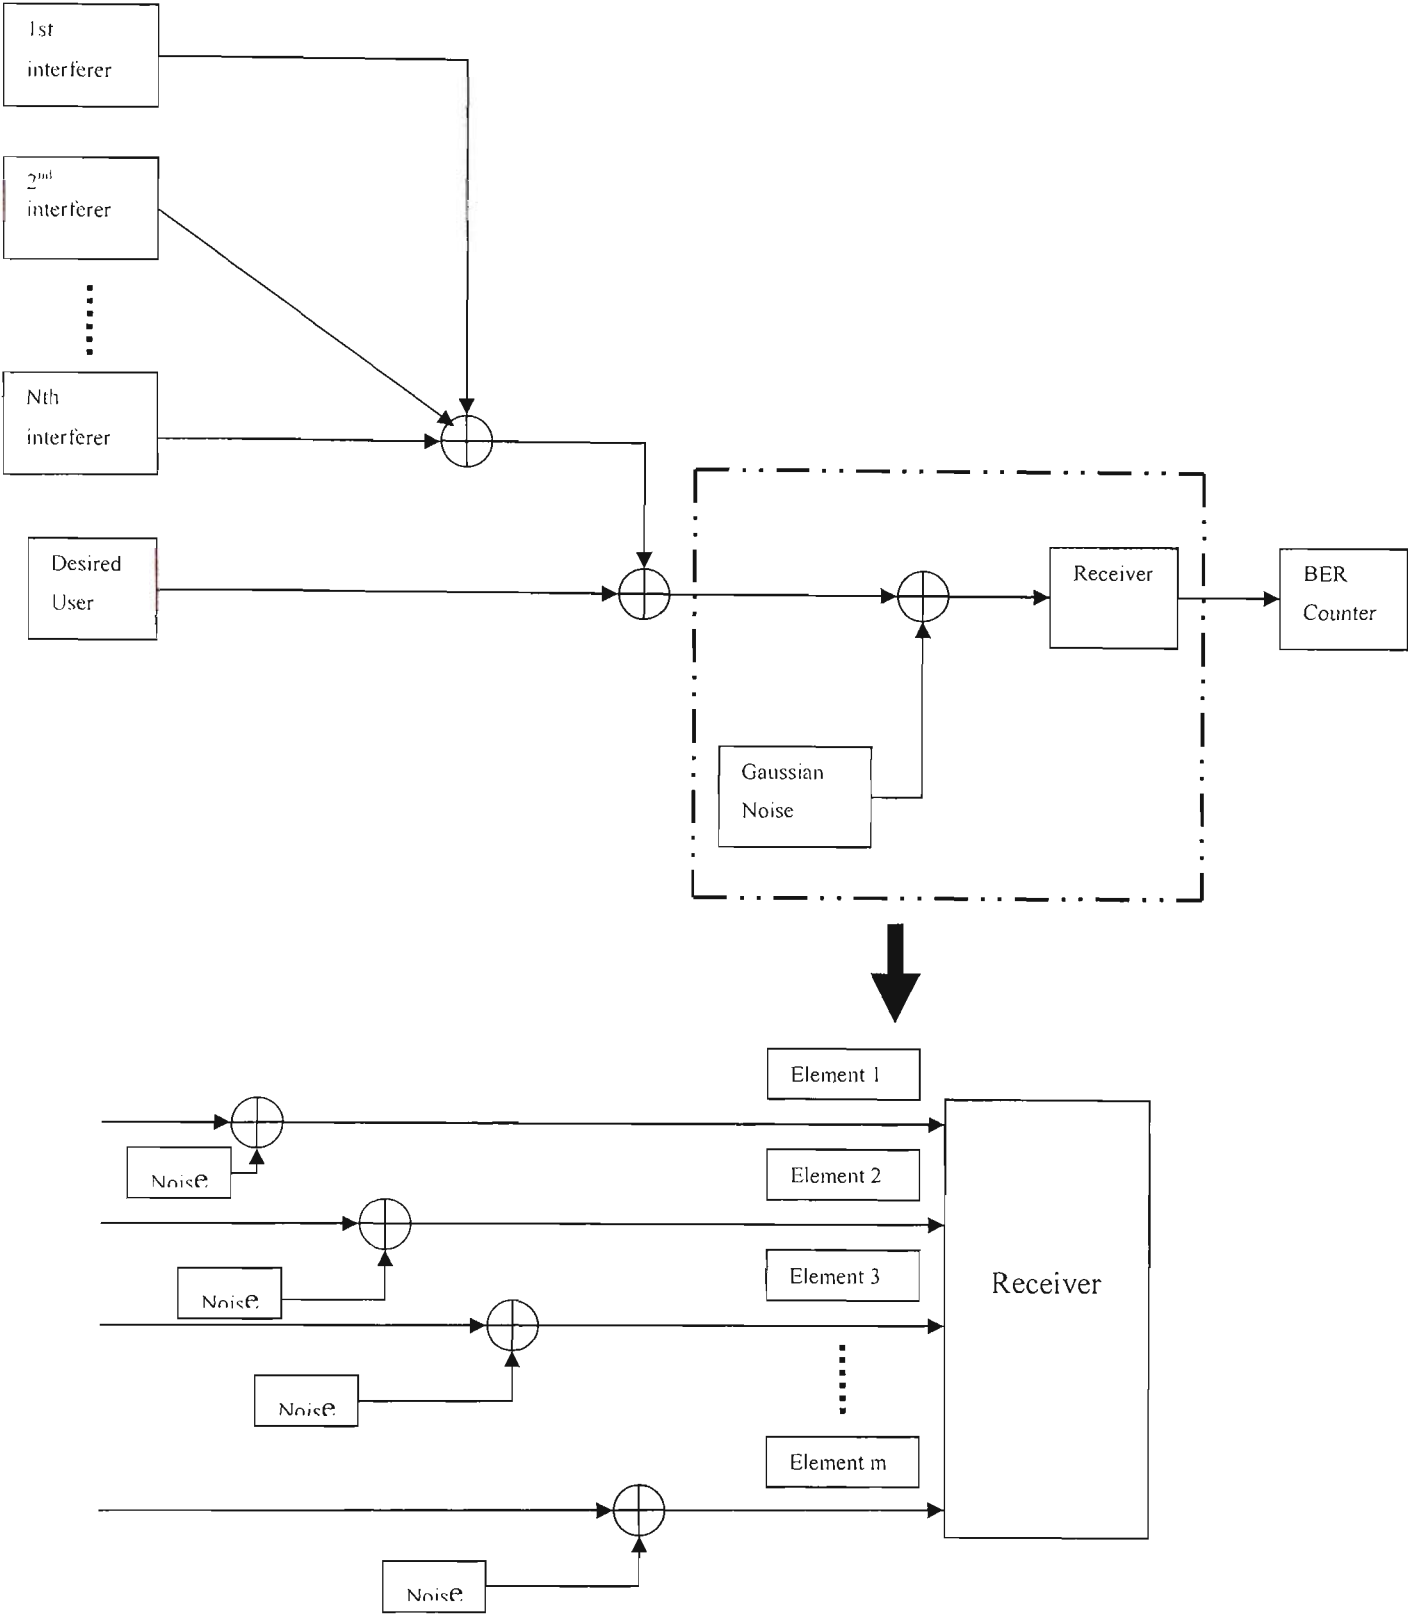 1st
interferer
2nd
interferer
Nth
interferer
Desired
User
Receiver
BER
Counter
Gaussian
Noise
Element 1
Noise
Element 2
Noise
Element 3
Receiver
Noise
Element m
Noise